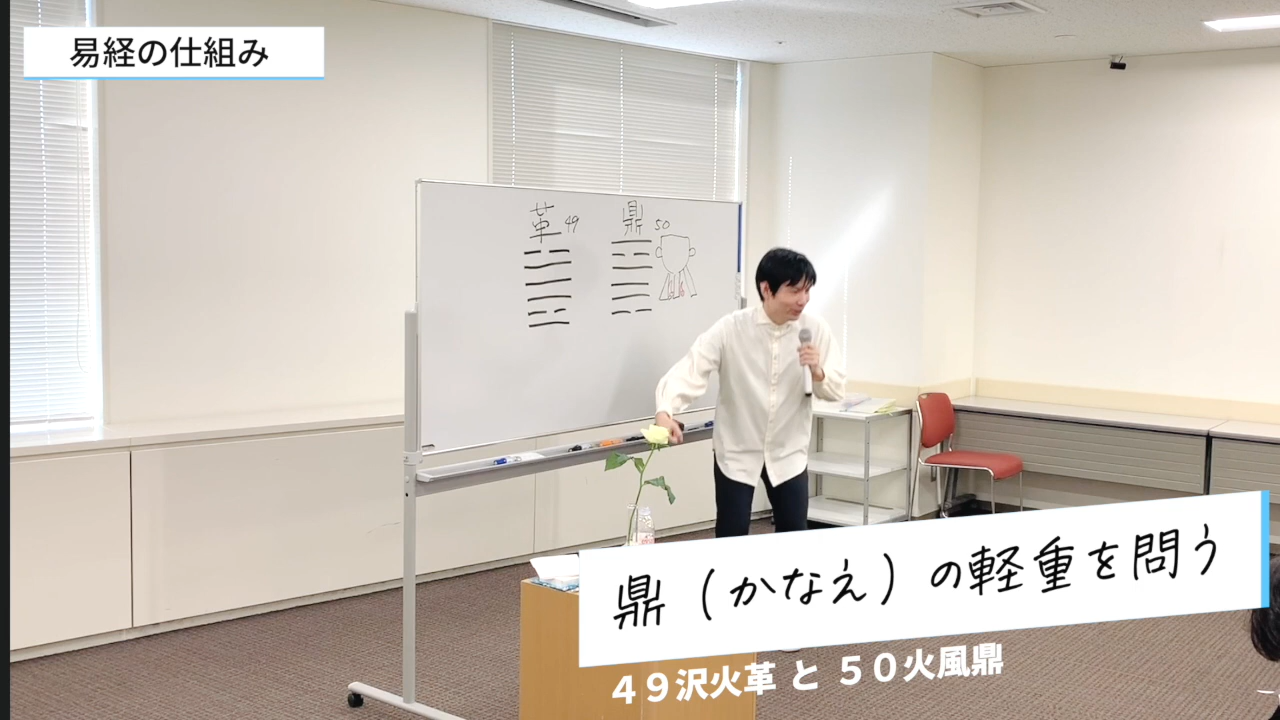 易経の仕組み
革 49 鼎 50
鼎（かなえ）の軽重を問う
４９沢火革 と ５０火風鼎